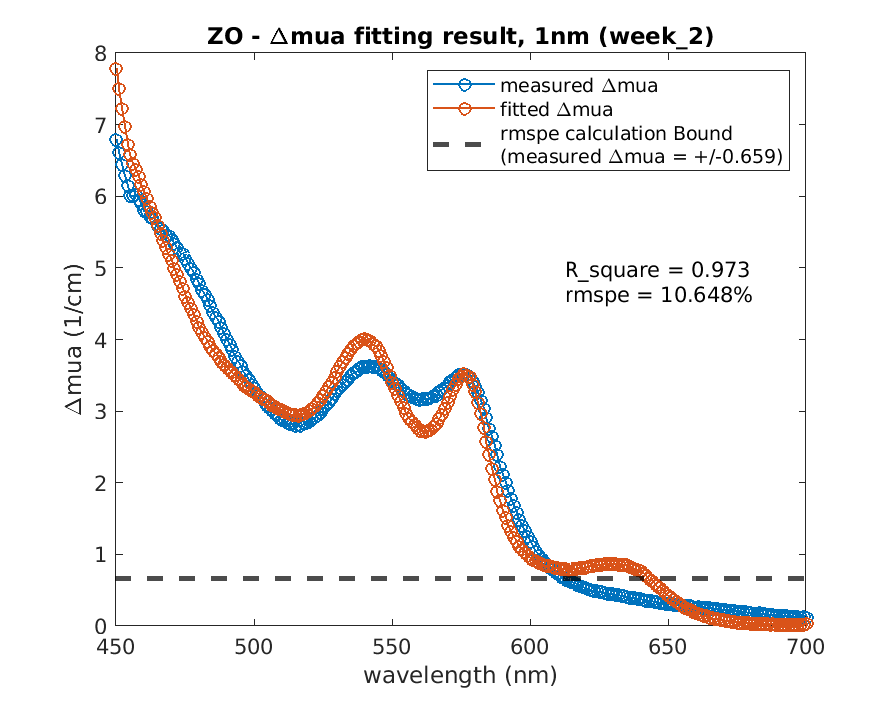 ZO - Δmua fitting result, 1nm (week_2)
measured Δmua
fitted Δmua
rmspe calculation Bound
(measured Δmua = +/-0.659)
R_square = 0.973
rmspe = 10.648%
Δmua (1/cm)
8
7
6
5
4
3
2
1
0
450 500 550 600 650 700
wavelength (nm)